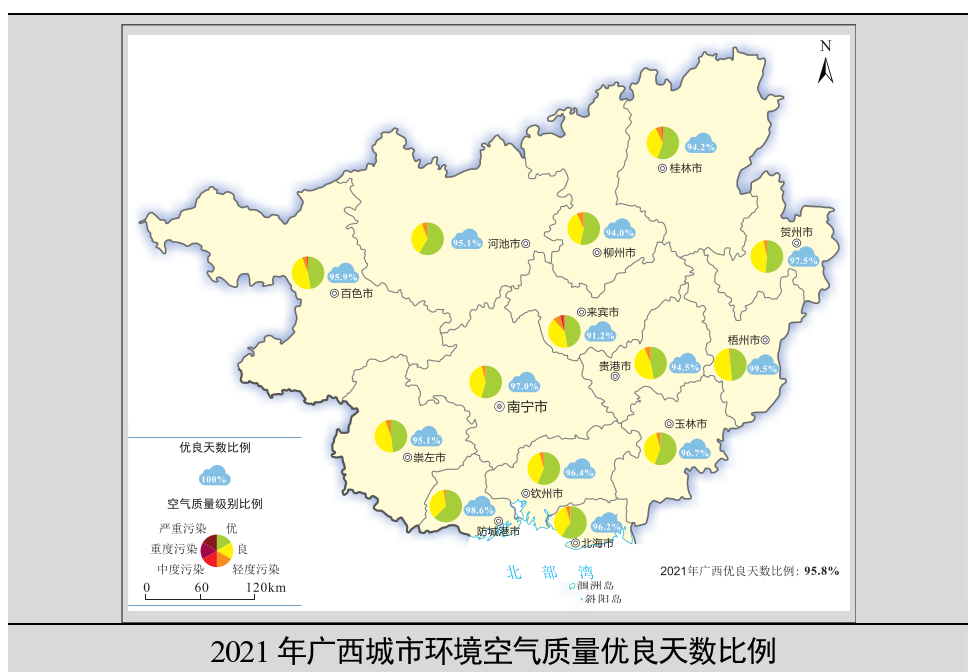 N
94.2%
桂林市
贺州市
97.5%
94.0%
柳州市
95.1%
河池市
95.9%
百色市
来宾市
91.2%
梧州市
99.5%
贵港市
94.5%
97.0%
南宁市
玉林市
96.7%
95.1%
崇左市
96.4%
钦州市
98.6%
防城港市
96.2%
北海市
优良天数比例
100%
空气质量级别比例
严重污染 优
重度污染 良
中度污染 轻度污染
0 60 120km
北部湾
涠洲岛
斜阳岛
2021年广西优良天数比例：95.8%
2021 年广西城市环境空气质量优良天数比例